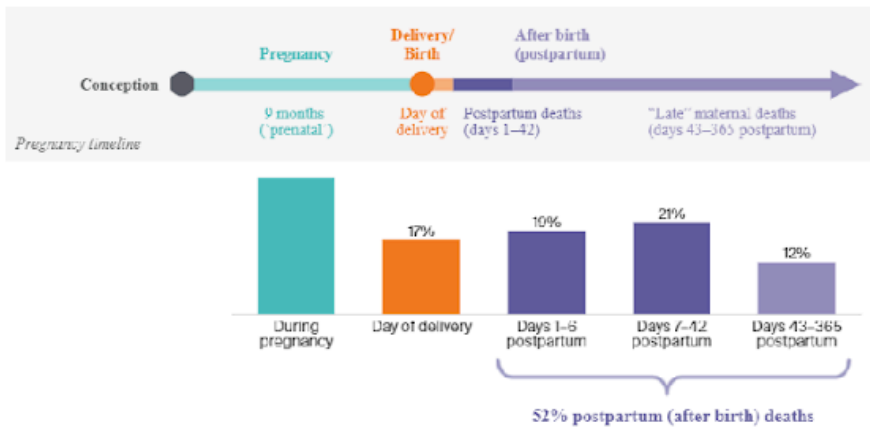 Delivery/
Birth
After birth
(postpartum)
Pregnancy
Conception
9 months
('prenatal')
Day of
delivery
Postpartum deaths
(days 1–42)
"Late" maternal deaths
(days 43–365 postpartum)
Pregnancy timeline
17%
19%
21%
12%
During
pregnancy
Day of delivery
Days 1–6
postpartum
Days 7–42
postpartum
Days 43–365
postpartum
52% postpartum (after birth) deaths